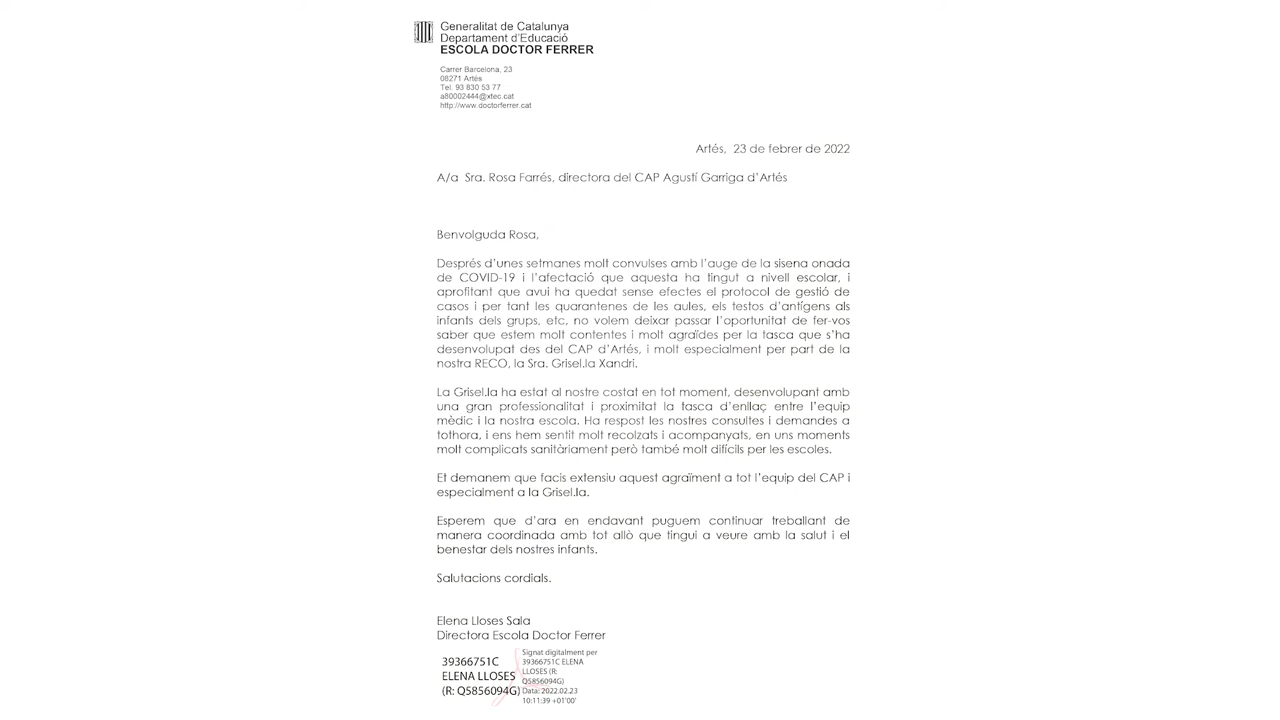 Generalitat de Catalunya
Departament d'Educació
ESCOLA DOCTOR FERRER
Carrer Barcelona, 23
08271 Artés
Tel. 93 830 53 77
a80002444@xtec.cat
http://www.doctorferrer.cat
Artés, 23 de febrer de 2022
A/a Sra. Rosa Farrés, directora del CAP Agustí Garriga d'Artés
Benvolguda Rosa,
Després d'unes setmanes molt convulses amb l'auge de la sisena onada
de COVID-19 i l'afectació que aquesta ha tingut a nivell escolar, i
aprofitant que avui ha quedat sense efectes el protocol de gestió de
casos i per tant les quarantenes de les aules, els testos d'antígens als
infants dels grups, etc, no volem deixar passar l'oportunitat de fer-vos
saber que estem molt contentes i molt agraïdes per la tasca que s'ha
desenvolupat des del CAP d'Artés, i molt especialment per part de la
nostra RECO, la Sra. Grisel.la Xandri.
La Grisel.la ha estat al nostre costat en tot moment, desenvolupant amb
una gran professionalitat i proximitat la tasca d'enllaç entre l'equip
mèdic i la nostra escola. Ha respost les nostres consultes i demandes a
tothora, i ens hem sentit molt recolzats i acompanyats, en uns moments
molt complicats sanitàriament però també molt difícils per les escoles.
Et demanem que facis extensiu aquest agraïment a tot l'equip del CAP i
especialment a la Grisel.la.
Esperem que d'ara en endavant puguem continuar treballant de
manera coordinada amb tot allò que tingui a veure amb la salut i el
benestar dels nostres infants.
Salutacions cordials.
Elena Lloses Sala
Directora Escola Doctor Ferrer
39366751C
ELENA LLOSES
(R: Q5856094G)
Signat digitalment per
39366751C ELENA
LLOSES (R:
Q5856094G)
Data: 2022.02.23
10:11:39 +01'00'